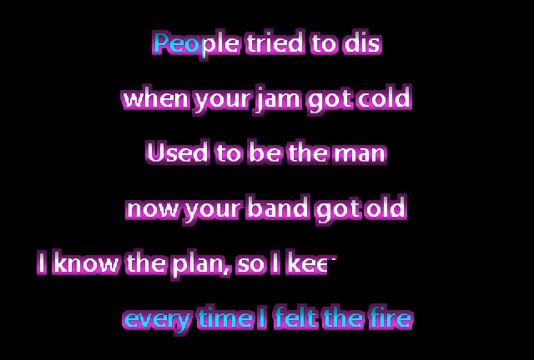 People tried to dis
when your jam got cold
Used to be the man
now your band got old
I know the plan, so I kee
every time I felt the fire